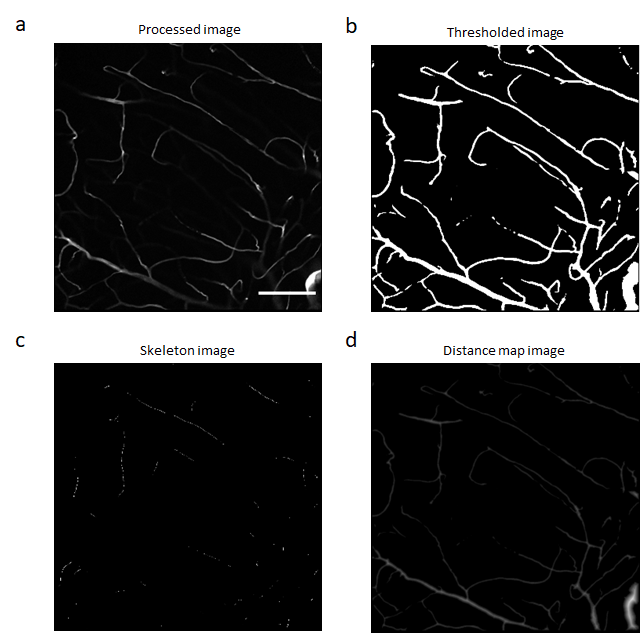 a
Processed image
b
Thresholded image
c
Skeleton image
d
Distance map image